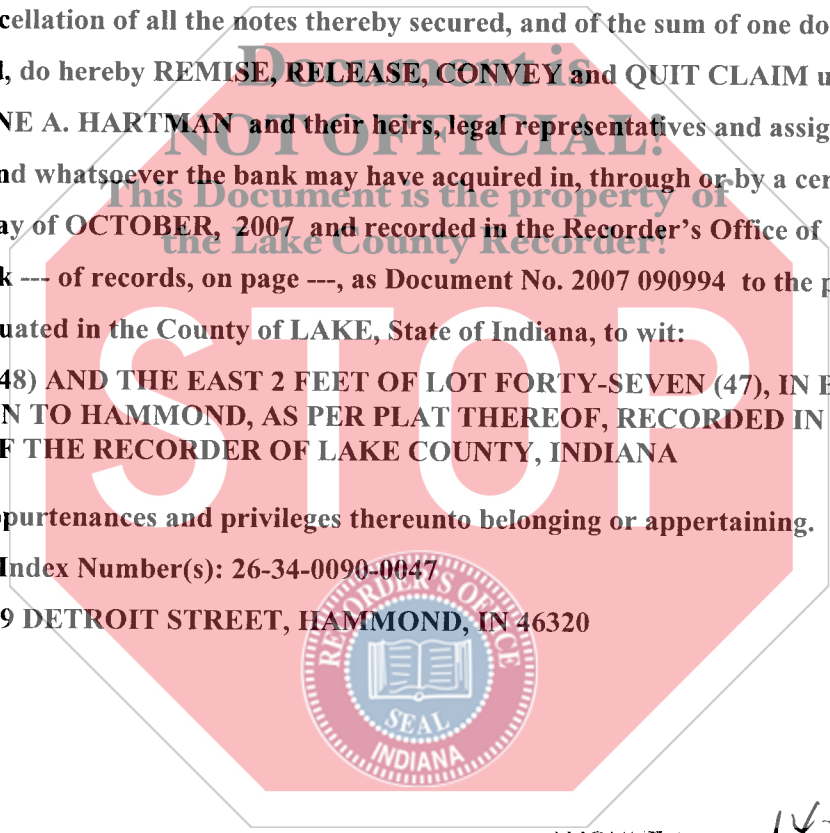 cellation of all the notes thereby secured, and of the sum of one do
Document is
, do hereby REMISE, RELEASE, CONVEY and QUIT CLAIM u
NE A. HARTMAN and their heirs, legal representatives and assig
NOT OFFICIAL!
nd whatsoever the bank may have acquired in, through or by a cer
This Document is the property of
ay of OCTOBER, 2007 and recorded in the Recorder's Office of
the Lake County Recorder!
k --- of records, on page ---, as Document No. 2007 090994 to the p
uated in the County of LAKE, State of Indiana, to wit:
STOP
48) AND THE EAST 2 FEET OF LOT FORTY-SEVEN (47), IN B
N TO HAMMOND, AS PER PLAT THEREOF, RECORDED IN
F THE RECORDER OF LAKE COUNTY, INDIANA
purtenances and privileges thereunto belonging or appertaining.
Index Number(s): 26-34-0090-0047
9 DETROIT STREET, HAMMOND, IN 46320
RECORDER'S OFFICE
SEAL
INDIANA